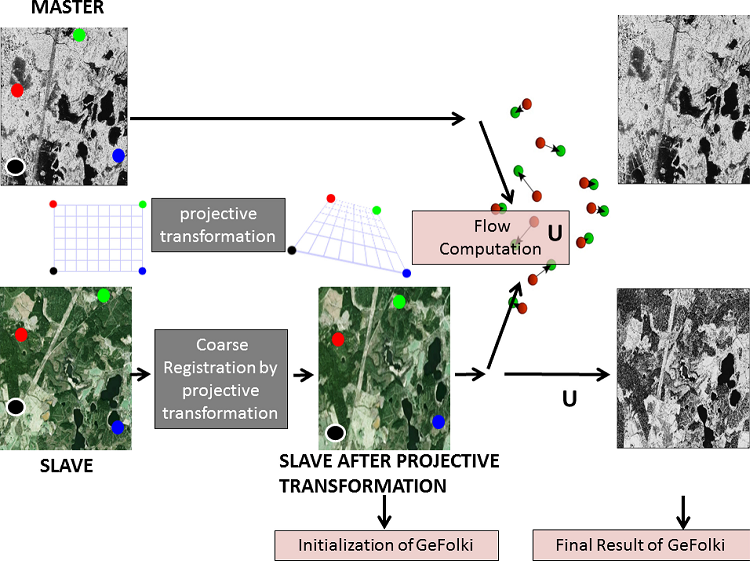 MASTER
projective
transformation
Flow
Computation
U
Coarse
Registration by
projective
transformation
U
SLAVE
SLAVE AFTER PROJECTIVE
TRANSFORMATION
Initialization of GeFolki
Final Result of GeFolki